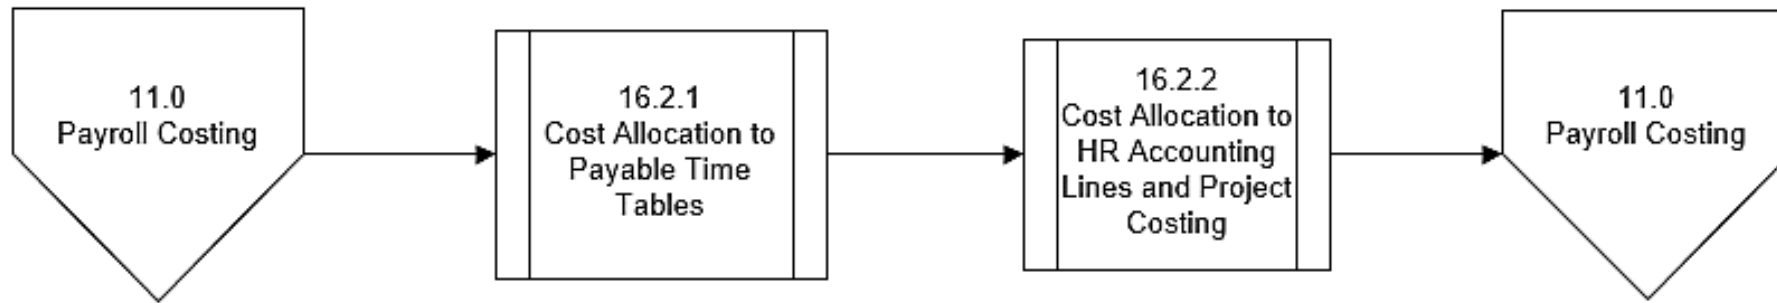 11.0
Payroll Costing
16.2.1
Cost Allocation to
Payable Time
Tables
16.2.2
Cost Allocation to
HR Accounting
Lines and Project
Costing
11.0
Payroll Costing